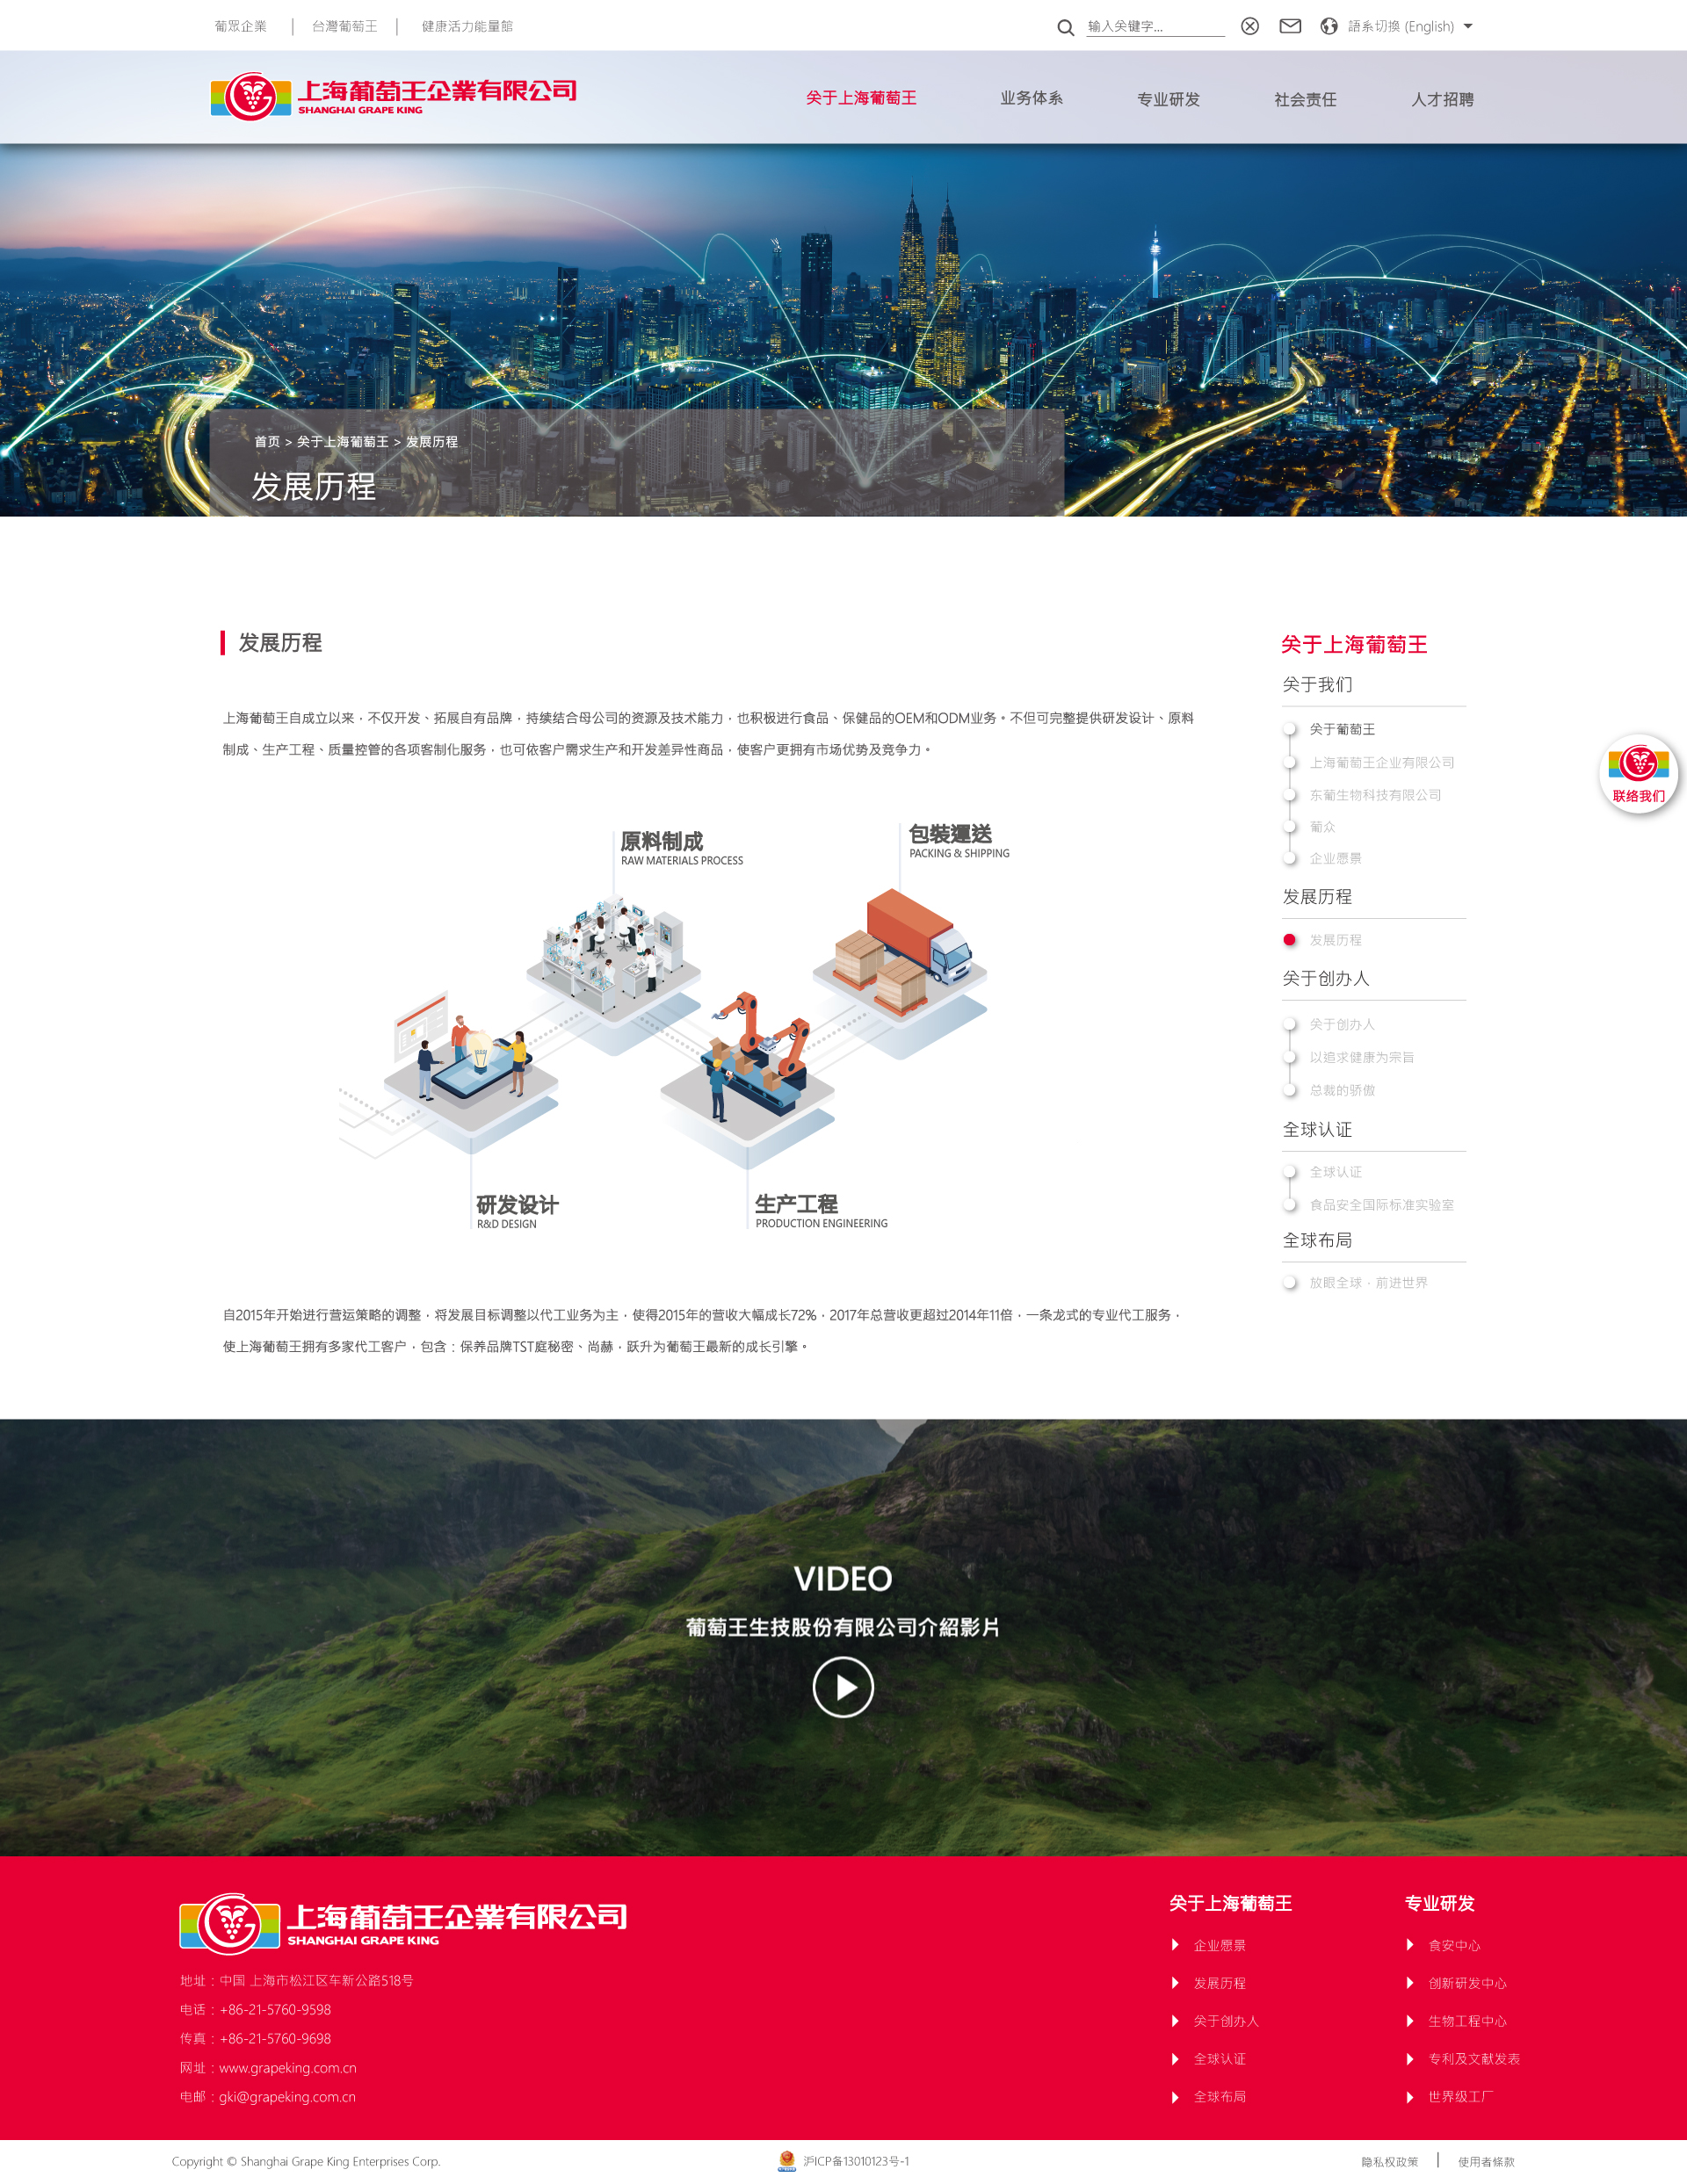 葡眾企業 | 台灣葡萄王 | 健康活力能量館
输入关键字...
語系切換 (English)
上海葡萄王企業有限公司
SHANGHAI GRAPE KING
关于上海葡萄王
业务体系
专业研发
社会责任
人才招聘
首页 > 关于上海葡萄王 > 发展历程
发展历程
发展历程
上海葡萄王自成立以来，不仅开发、拓展自有品牌，持续结合母公司的资源及技术能力，也积极进行食品、保健品的OEM和ODM业务。不但可完整提供研发设计、原料
制成、生产工程、质量控管的各项客制化服务，也可依客户需求生产和开发差异性商品，使客户更拥有市场优势及竞争力。
原料制成
RAW MATERIALS PROCESS
包裝運送
PACKING & SHIPPING
研发设计
R&D DESIGN
生产工程
PRODUCTION ENGINEERING
自2015年开始进行营运策略的调整，将发展目标调整以代工业务为主，使得2015年的营收大幅成长72%，2017年总营收更超过2014年11倍，一条龙式的专业代工服务，
使上海葡萄王拥有多家代工客户，包含：保养品牌TST庭秘密、尚赫，跃升为葡萄王最新的成长引擎。
关于上海葡萄王
关于我们
关于葡萄王
上海葡萄王企业有限公司
东葡生物科技有限公司
葡众
企业愿景
发展历程
发展历程
关于创办人
关于创办人
以追求健康为宗旨
总裁的骄傲
全球认证
全球认证
食品安全国际标准实验室
全球布局
放眼全球，前进世界
联络我们
VIDEO
葡萄王生技股份有限公司介紹影片
上海葡萄王企業有限公司
SHANGHAI GRAPE KING
地址：中国 上海市松江区车新公路518号
电话：+86-21-5760-9598
传真：+86-21-5760-9698
网址：www.grapeking.com.cn
电邮：gki@grapeking.com.cn
关于上海葡萄王
企业愿景
发展历程
关于创办人
全球认证
全球布局
专业研发
食安中心
创新研发中心
生物工程中心
专利及文献发表
世界级工厂
Copyright © Shanghai Grape King Enterprises Corp.
沪ICP备13010123号-1
隐私权政策 | 使用者條款